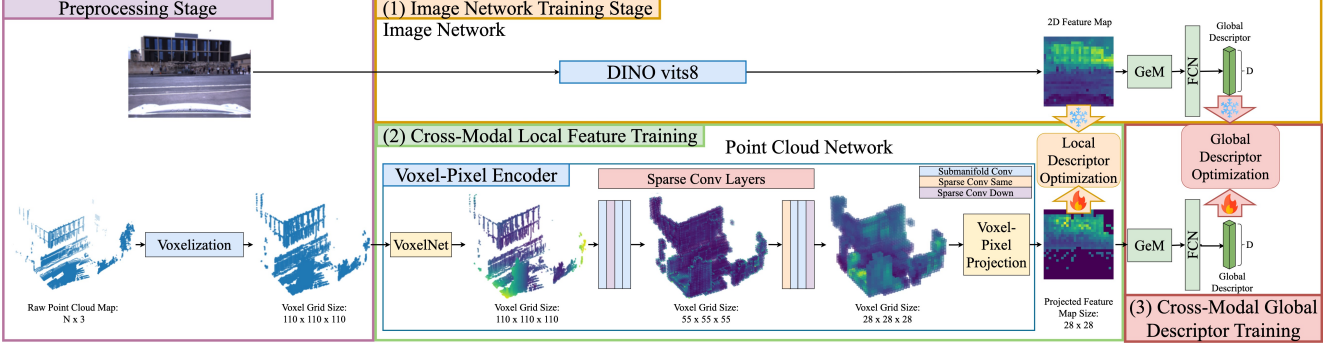 Preprocessing Stage
(1) Image Network Training Stage
Image Network
DINO vits8
2D Feature Map
GeM
FCN
Global
Descriptor
D
(2) Cross-Modal Local Feature Training
Point Cloud Network
Voxel-Pixel Encoder
Sparse Conv Layers
Submanifold Conv
Sparse Conv Same
Sparse Conv Down
Local
Descriptor
Optimization
Global
Descriptor
Optimization
Voxelization
VoxelNet
Voxel-
Pixel
Projection
GeM
FCN
D
Global
Descriptor
Raw Point Cloud Map:
N x 3
Voxel Grid Size:
110 x 110 x 110
Voxel Grid Size:
110 x 110 x 110
Voxel Grid Size:
55 x 55 x 55
Voxel Grid Size:
28 x 28 x 28
Projected Feature
Map Size:
28 x 28
(3) Cross-Modal Global
Descriptor Training